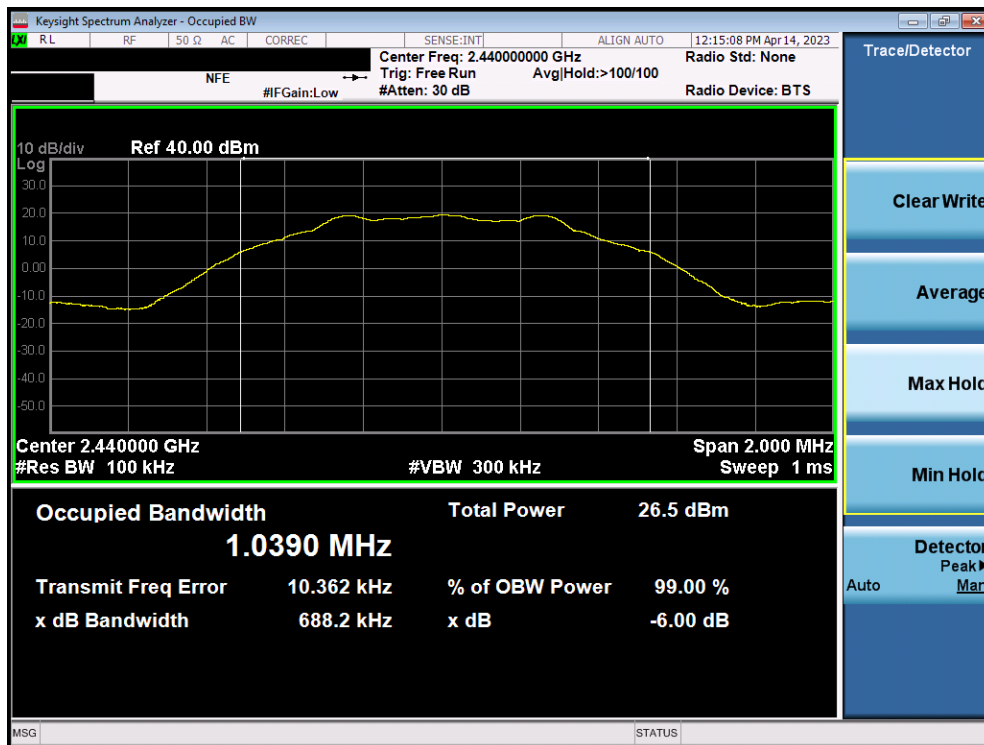 Keysight Spectrum Analyzer - Occupied BW
LXI RL RF 50 Ω AC CORREC SENSE:INT ALIGN AUTO 12:15:08 PM Apr 14, 2023
Center Freq: 2.440000000 GHz Radio Std: None
NFE Trig: Free Run Avg|Hold:>100/100
#IFGain:Low #Atten: 30 dB Radio Device: BTS
Trace/Detector
10 dB/div Ref 40.00 dBm
Log
30.0
20.0
10.0
0.00
-10.0
-20.0
-30.0
-40.0
-50.0
Center 2.440000 GHz Span 2.000 MHz
#Res BW 100 kHz #VBW 300 kHz Sweep 1 ms
Occupied Bandwidth Total Power 26.5 dBm
1.0390 MHz
Transmit Freq Error 10.362 kHz % of OBW Power 99.00 %
x dB Bandwidth 688.2 kHz x dB -6.00 dB
Clear Write
Average
Max Hold
Min Hold
Detector
Peak
Auto Man
MSG STATUS